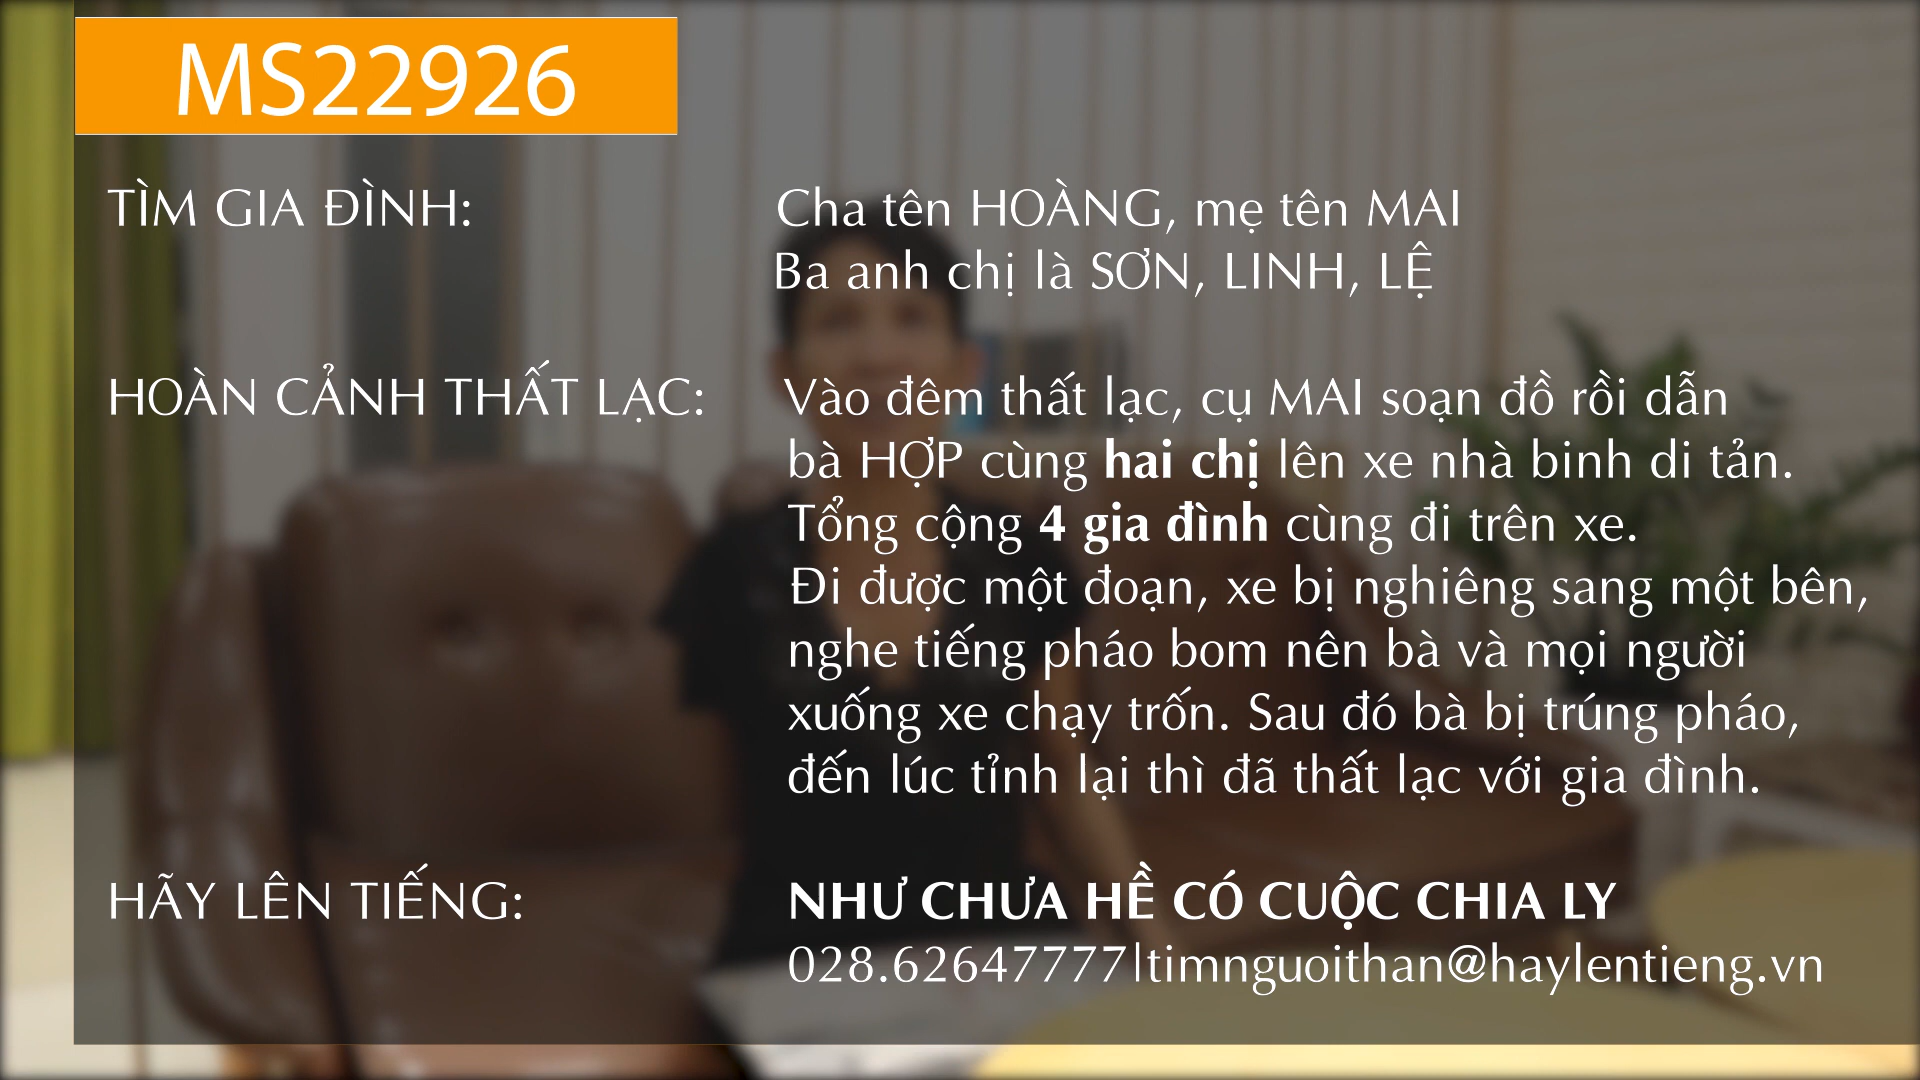 MS22926
TÌM GIA ĐÌNH: Cha tên HOÀNG, mẹ tên MAI
Ba anh chị là SƠN, LINH, LỆ
HOÀN CẢNH THẤT LẠC: Vào đêm thất lạc, cụ MAI soạn đồ rồi dẫn
bà HỢP cùng hai chị lên xe nhà binh di tản.
Tổng cộng 4 gia đình cùng đi trên xe.
Đi được một đoạn, xe bị nghiêng sang một bên,
nghe tiếng pháo bom nên bà và mọi người
xuống xe chạy trốn. Sau đó bà bị trúng pháo,
đến lúc tỉnh lại thì đã thất lạc với gia đình.
HÃY LÊN TIẾNG: NHƯ CHƯA HỀ CÓ CUỘC CHIA LY
028.62647777|timnguoithan@haylentieng.vn